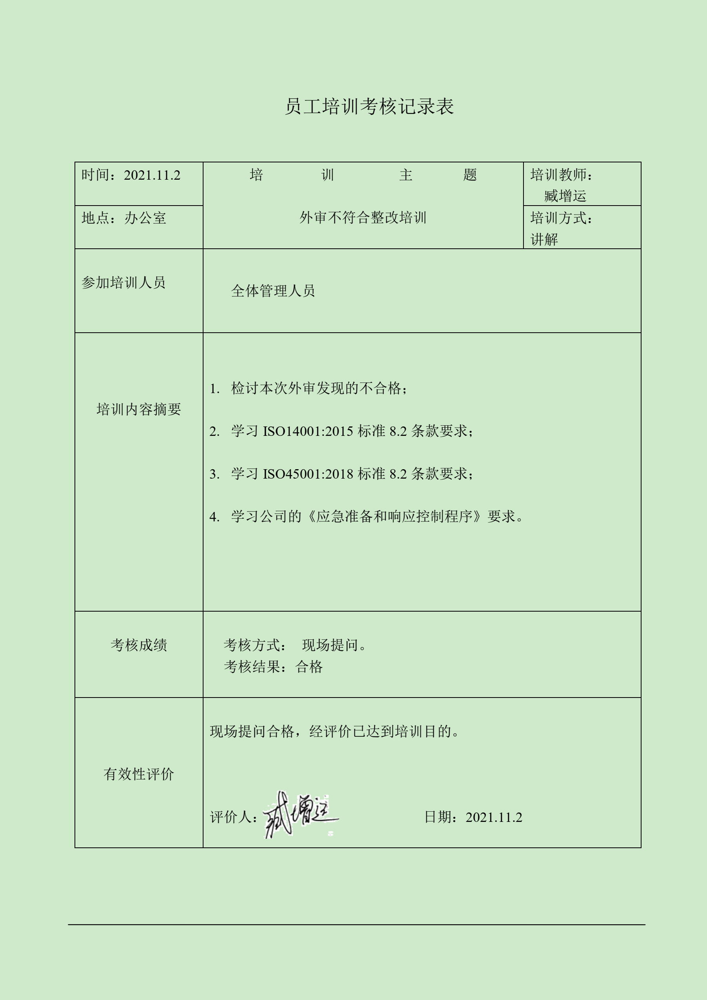 员工培训考核记录表
时间：2021.11.2
培 训 主 题
培训教师：
臧增运
地点：办公室
外审不符合整改培训
培训方式：
讲解
参加培训人员
全体管理人员
培训内容摘要
1. 检讨本次外审发现的不合格；
2. 学习 ISO14001:2015 标准 8.2 条款要求；
3. 学习 ISO45001:2018 标准 8.2 条款要求；
4. 学习公司的《应急准备和响应控制程序》要求。
考核成绩
考核方式： 现场提问。
考核结果：合格
有效性评价
现场提问合格，经评价已达到培训目的。
评价人：臧增运 日期：2021.11.2